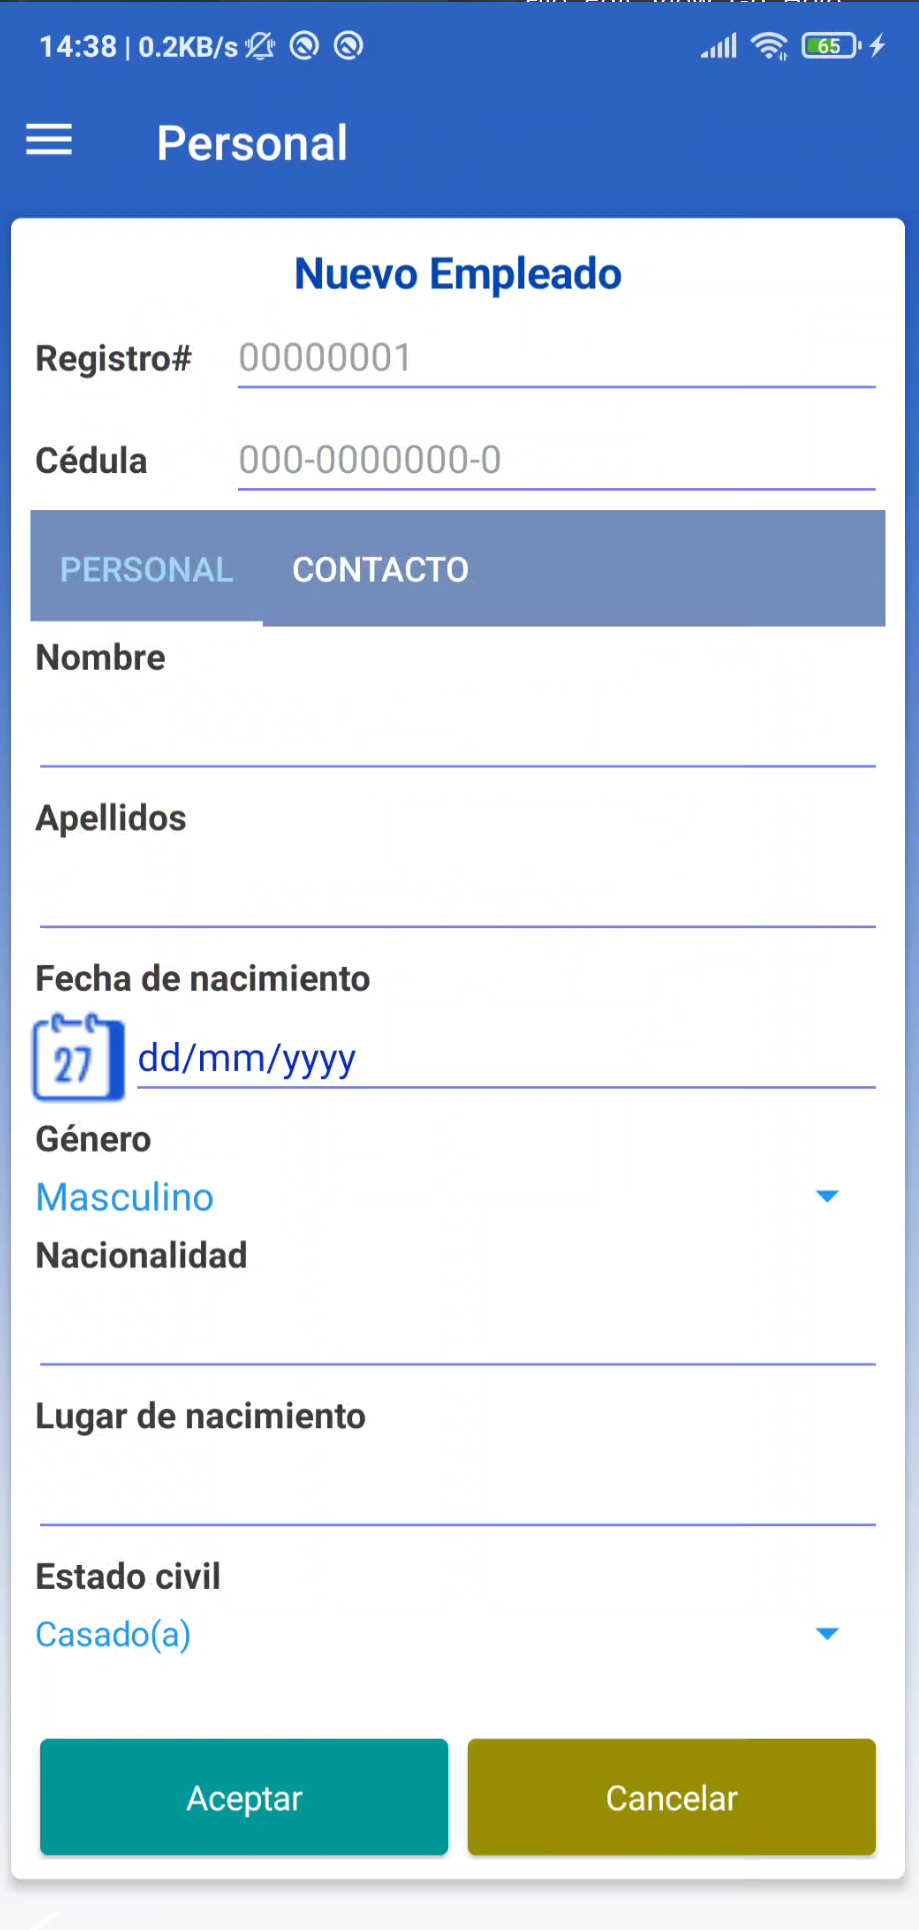 14:38 | 0.2KB/s
65
Personal
Nuevo Empleado
Registro# 00000001
Cédula 000-0000000-0
PERSONAL CONTACTO
Nombre
Apellidos
Fecha de nacimiento
27 dd/mm/yyyy
Género
Masculino
Nacionalidad
Lugar de nacimiento
Estado civil
Casado(a)
Aceptar Cancelar